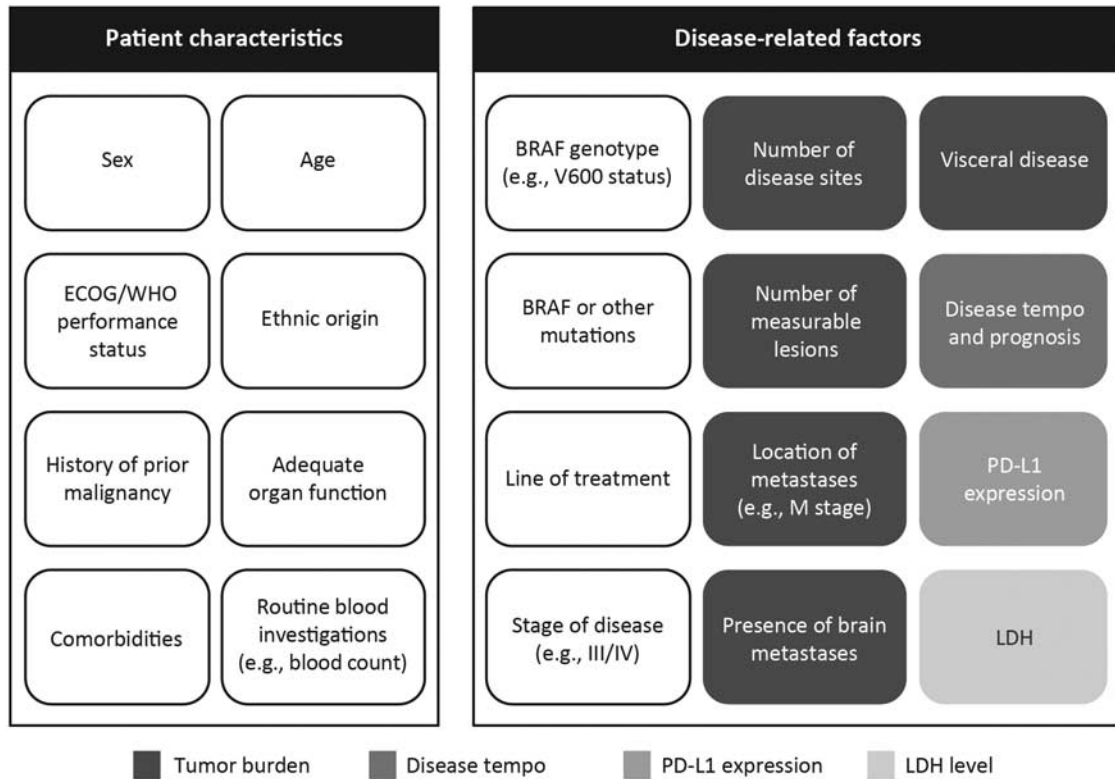 Patient characteristics
Sex
Age
ECOG/WHO
performance
status
Ethnic origin
History of prior
malignancy
Adequate
organ function
Comorbidities
Routine blood
investigations
(e.g., blood count)
Disease-related factors
BRAF genotype
(e.g., V600 status)
Number of
disease sites
Visceral disease
BRAF or other
mutations
Number of
measurable
lesions
Disease tempo
and prognosis
Line of treatment
Location of
metastases
(e.g., M stage)
PD-L1
expression
Stage of disease
(e.g., III/IV)
Presence of brain
metastases
LDH
Tumor burden
Disease tempo
PD-L1 expression
LDH level